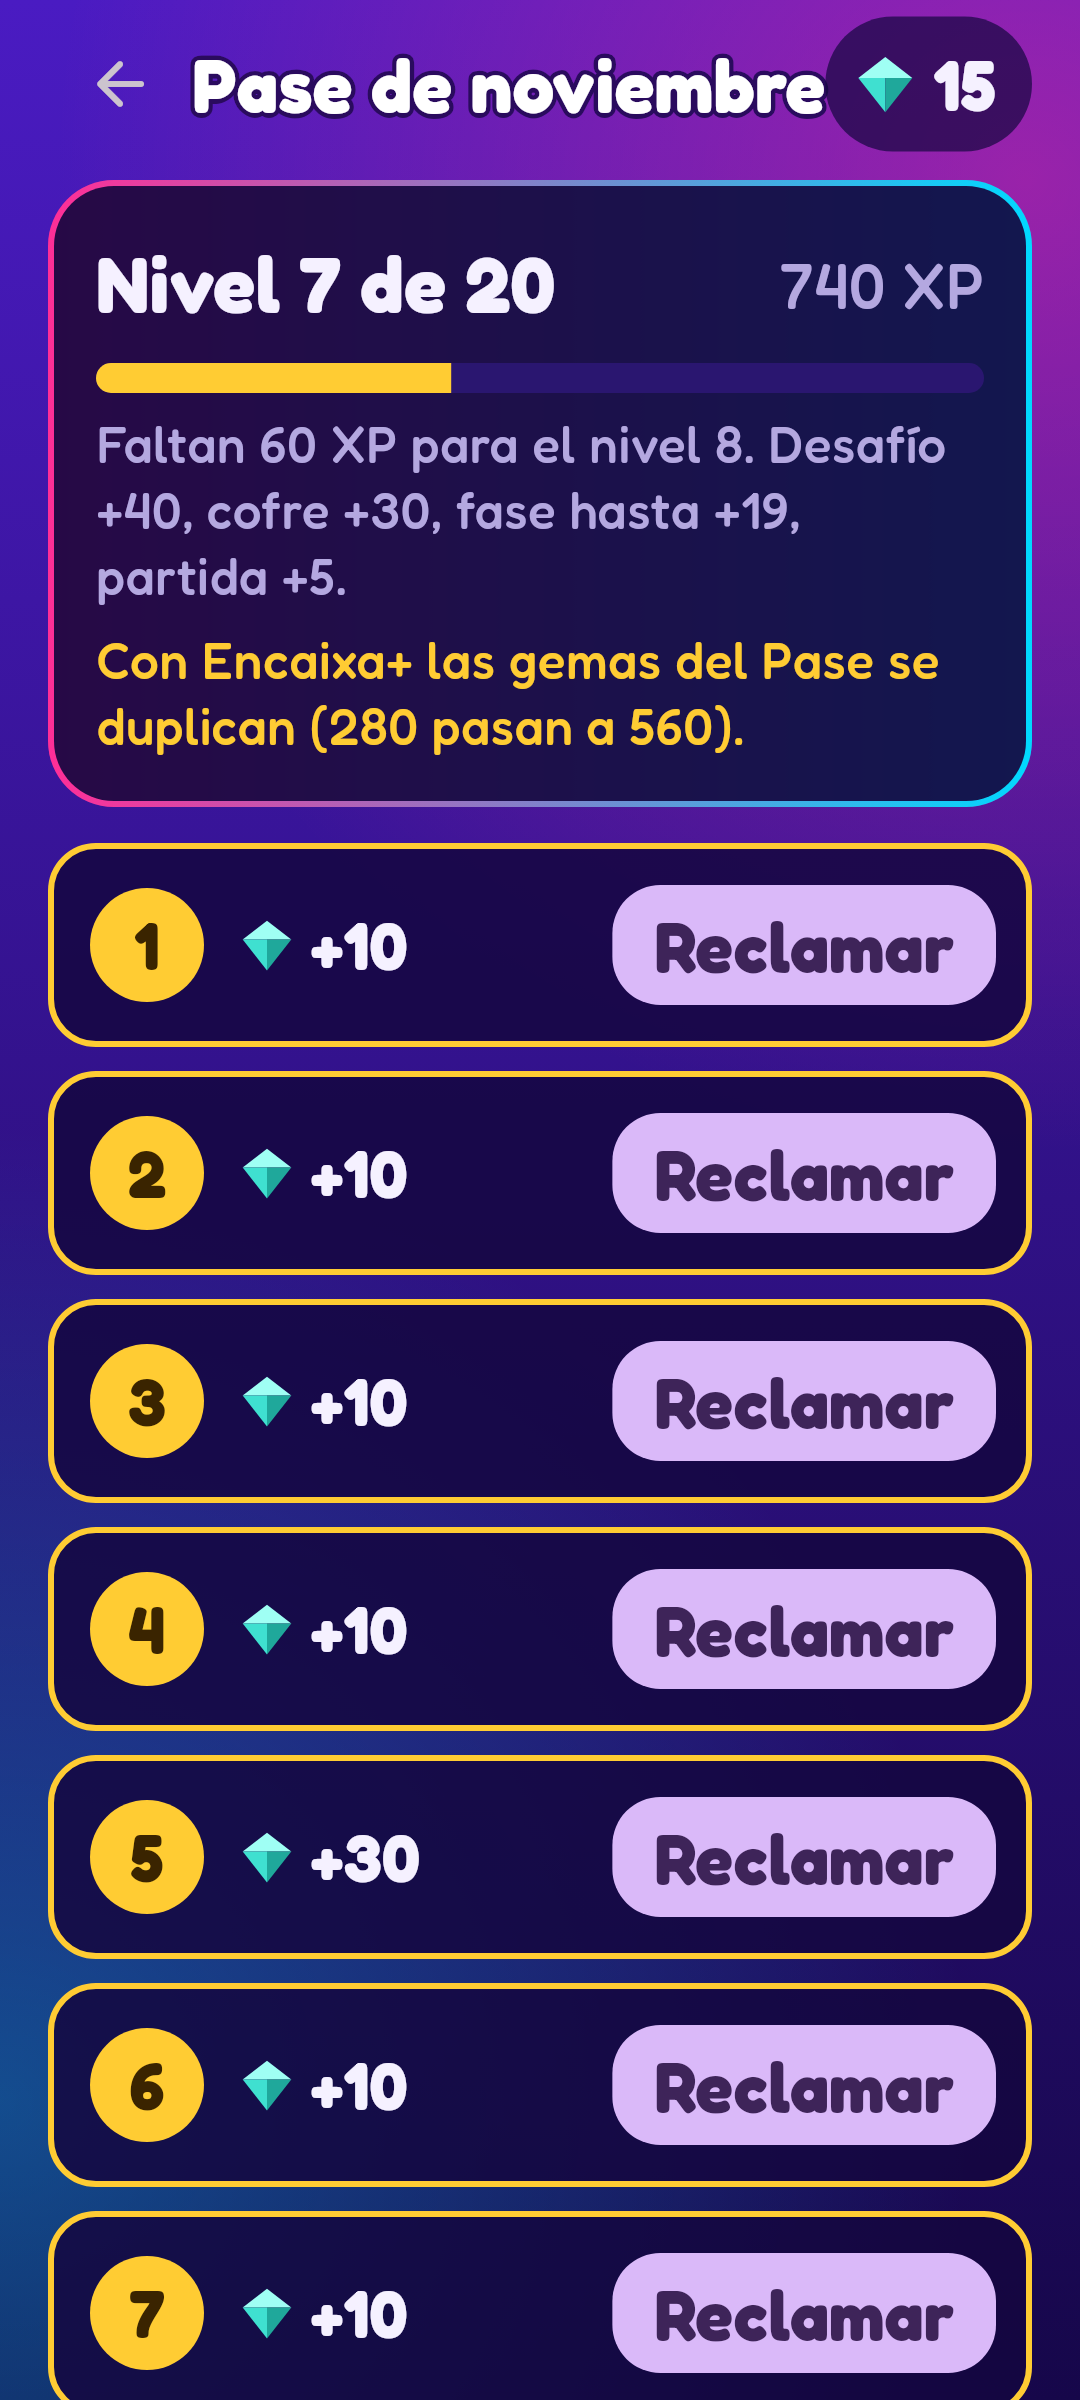 Pase de noviembre
15
Nivel 7 de 20
740 XP
Faltan 60 XP para el nivel 8. Desafío
+40, cofre +30, fase hasta +19,
partida +5.
Con Encaixa+ las gemas del Pase se
duplican (280 pasan a 560).
1 +10 Reclamar
2 +10 Reclamar
3 +10 Reclamar
4 +10 Reclamar
5 +30 Reclamar
6 +10 Reclamar
7 +10 Reclamar